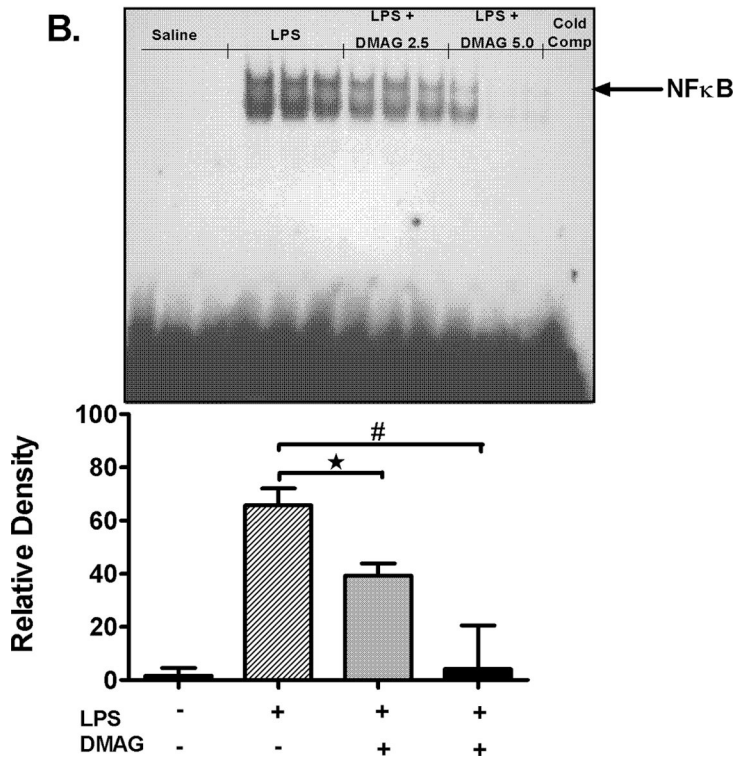 B.
Saline LPS LPS + DMAG 2.5 LPS + DMAG 5.0 Cold Comp
NFκB
Relative Density
100
80
60
40
20
0
#
★
LPS - + + +
DMAG - - + +